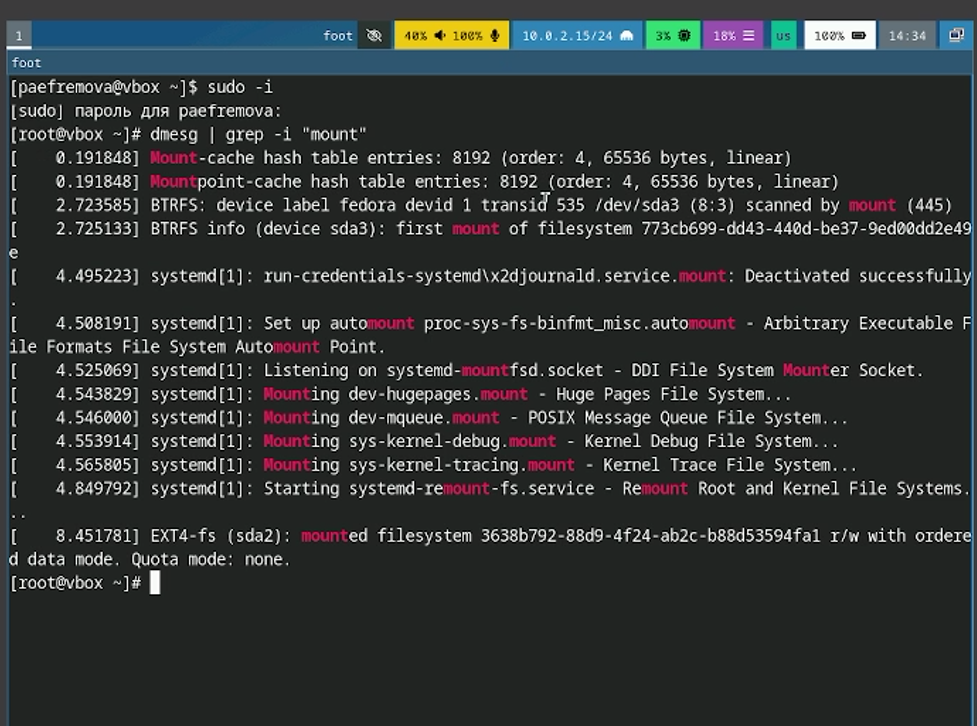 1 foot 40% 100% 10.0.2.15/24 3% 18% us 100% 14:34
foot
[paefremova@vbox ~]$ sudo -i
[sudo] пароль для paefremova:
[root@vbox ~]# dmesg | grep -i "mount"
[    0.191848] Mount-cache hash table entries: 8192 (order: 4, 65536 bytes, linear)
[    0.191848] Mountpoint-cache hash table entries: 8192 (order: 4, 65536 bytes, linear)
[    2.723585] BTRFS: device label fedora devid 1 transid 535 /dev/sda3 (8:3) scanned by mount (445)
[    2.725133] BTRFS info (device sda3): first mount of filesystem 773cb699-dd43-440d-be37-9ed00dd2e49
e
[    4.495223] systemd[1]: run-credentials-systemd\x2djournald.service.mount: Deactivated successfully
.
[    4.508191] systemd[1]: Set up automount proc-sys-fs-binfmt_misc.automount - Arbitrary Executable F
ile Formats File System Automount Point.
[    4.525069] systemd[1]: Listening on systemd-mountfsd.socket - DDI File System Mounter Socket.
[    4.543829] systemd[1]: Mounting dev-hugepages.mount - Huge Pages File System...
[    4.546000] systemd[1]: Mounting dev-mqueue.mount - POSIX Message Queue File System...
[    4.553914] systemd[1]: Mounting sys-kernel-debug.mount - Kernel Debug File System...
[    4.565805] systemd[1]: Mounting sys-kernel-tracing.mount - Kernel Trace File System...
[    4.849792] systemd[1]: Starting systemd-remount-fs.service - Remount Root and Kernel File Systems.
..
[    8.451781] EXT4-fs (sda2): mounted filesystem 3638b792-88d9-4f24-ab2c-b88d53594fa1 r/w with ordere
d data mode. Quota mode: none.
[root@vbox ~]#